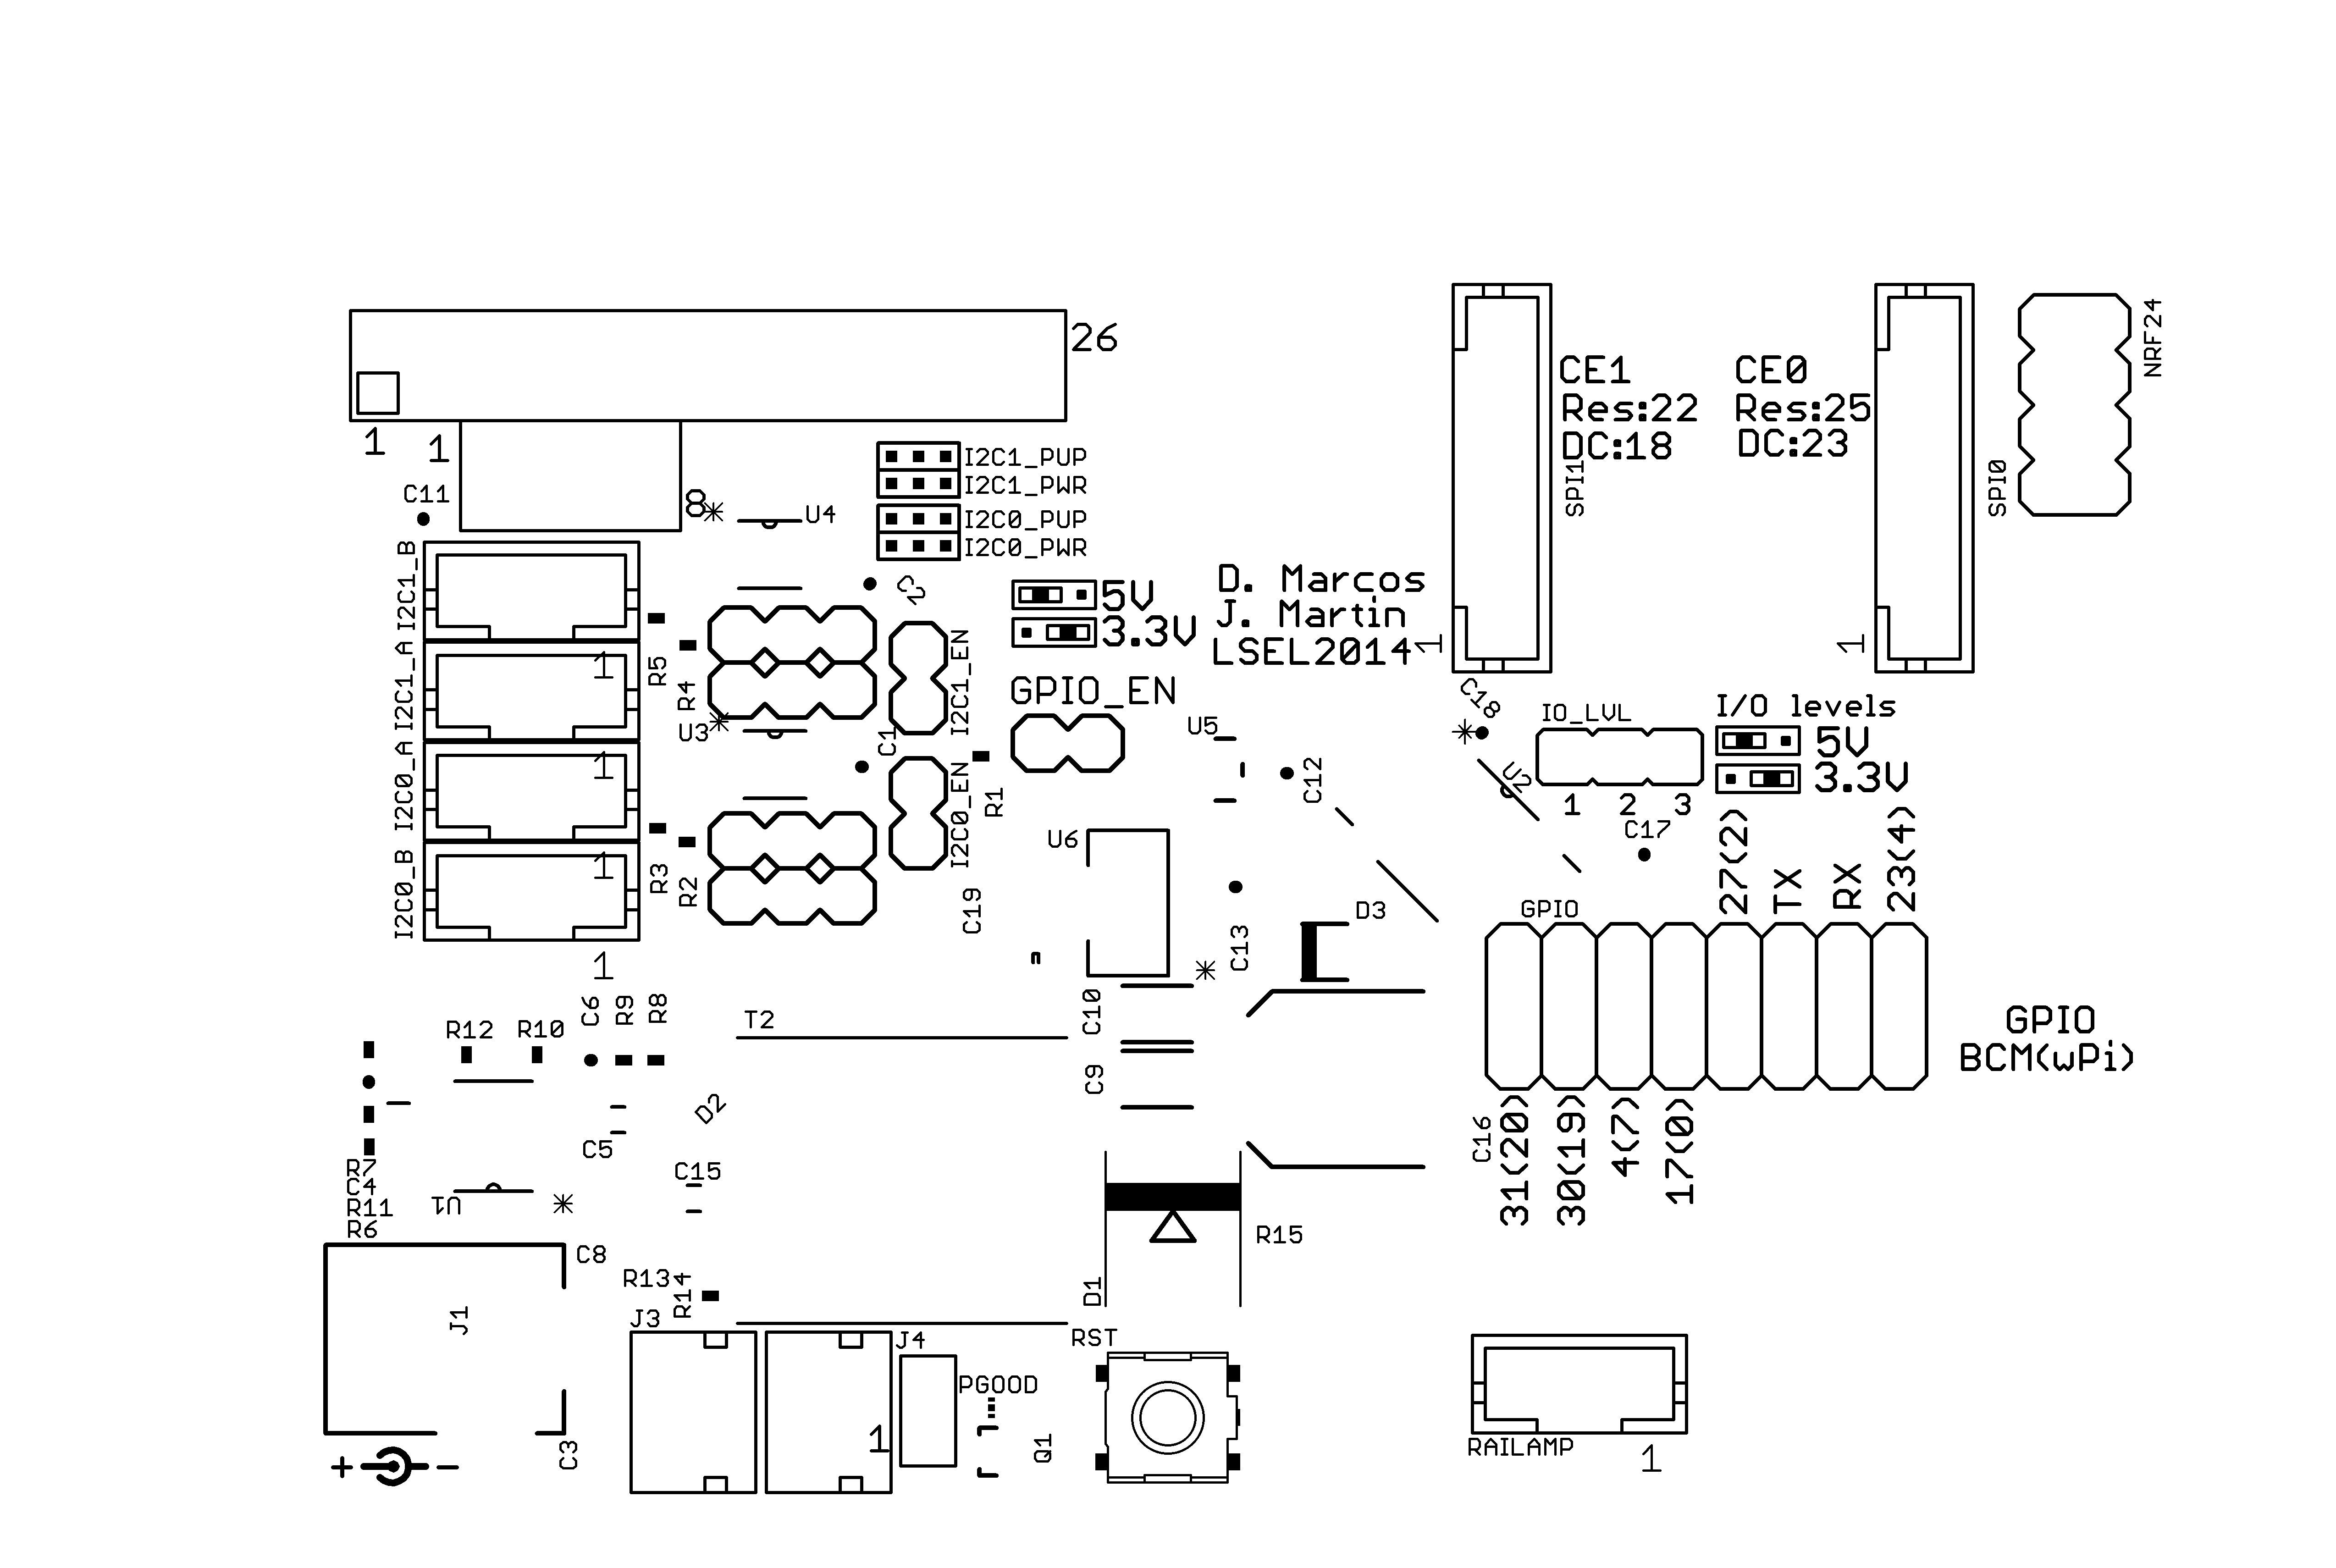 26
1
1
8
C11
U4
I2C1_PUP
I2C1_PWR
I2C0_PUP
I2C0_PWR
CE1
Res:22
DC:18
SPI1
1
CE0
Res:25
DC:23
SPI0
1
NRF24
I2C1_B
I2C1_A
I2C0_A
I2C0_B
1
1
1
1
R5
R4
U3
R3
R2
C2
C1
I2C1_EN
I2C0_EN
R1
5V
3.3V
D. Marcos
J. Martín
LSEL2014
GPIO_EN
U5
C12
U6
C19
C13
D3
C18
U2
IO_LVL
1 2 3
C17
I/O levels
5V
3.3V
27(2)
TX
RX
23(4)
GPIO
GPIO
BCM(wPi)
C16
31(20)
30(19)
4(7)
17(0)
R12
R10
C6
R9
R8
T2
C10
C9
C5
D2
C15
R7
C4
R11
R6
U1
C8
J1
C3
+ -
R13
R14
J3
J4
1
PGOOD
Q1
D1
R15
RST
RAILAMP
1